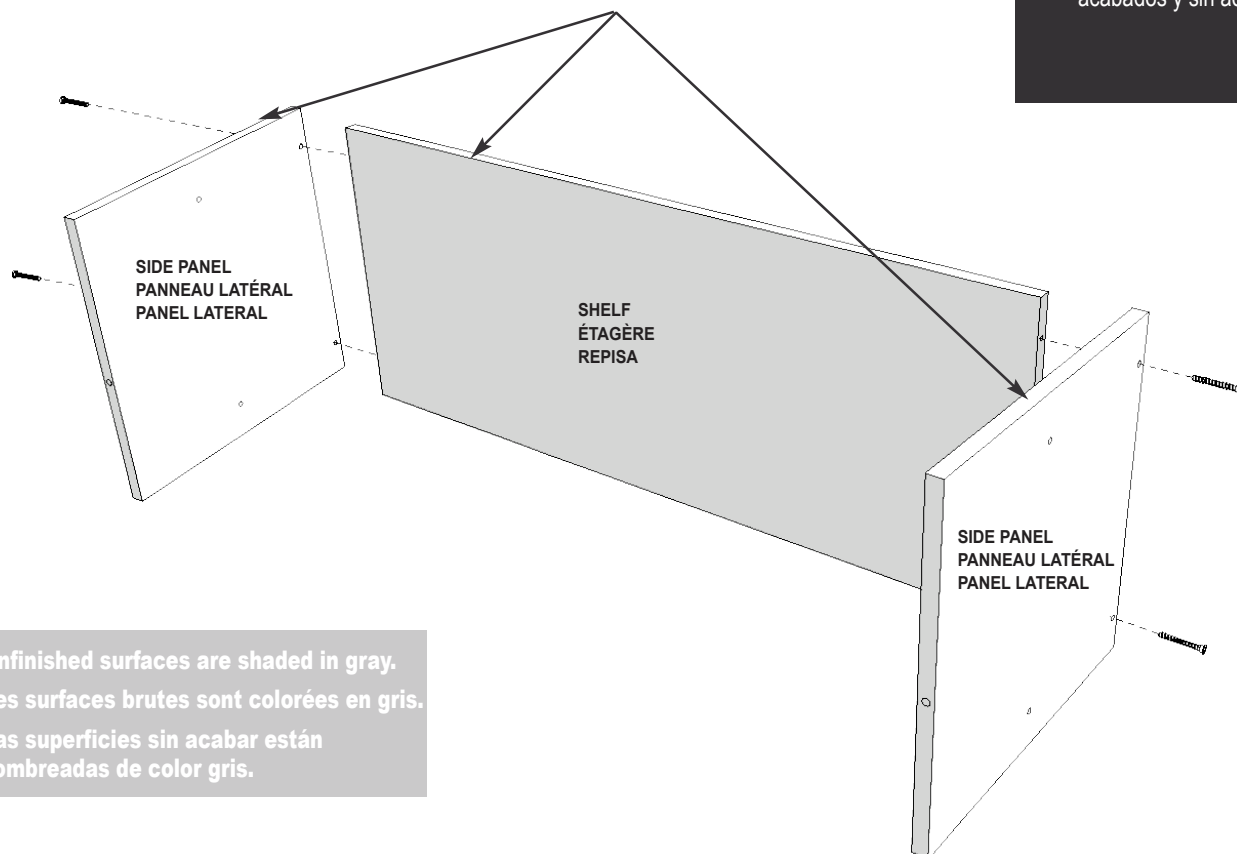 acabados y sin
SIDE PANEL
PANNEAU LATÉRAL
PANEL LATERAL
SHELF
ÉTAGÈRE
REPISA
SIDE PANEL
PANNEAU LATÉRAL
PANEL LATERAL
nfinished surfaces are shaded in gray.
es surfaces brutes sont colorées en gris.
as superficies sin acabar están
ombreadas de color gris.